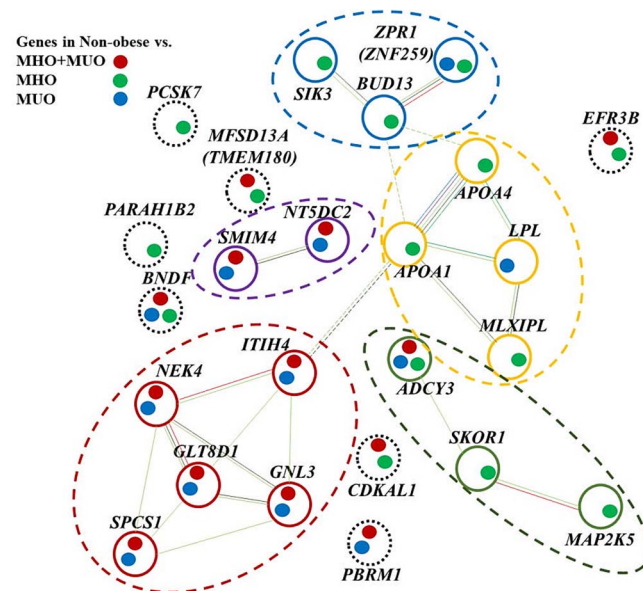 Genes in Non-obese vs.
MHO+MUO
MHO
MUO
ZPR1
(ZNF259)
SIK3
BUD13
PCSK7
EFR3B
MFSD13A
(TMEM180)
APOA4
PARAH1B2
NT5DC2
SMIM4
LPL
APOA1
BNDF
MLXIPL
ITIH4
NEK4
ADCY3
GLT8D1
SKOR1
GNL3
CDKAL1
SPCS1
MAP2K5
PBRM1